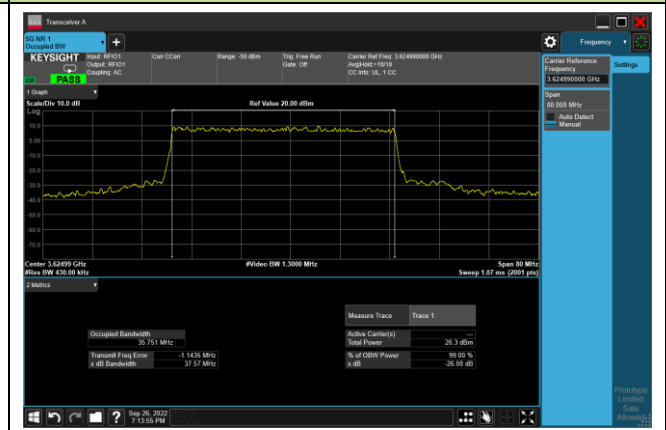 Transceiver A
5G NR 1
Occupied BW
Frequency
KEYSIGHT
Input: RFIO1
Output: RFIO1
Coupling: AC
Corr CCorr
Range: -50 dBm
Trig: Free Run
Gate: Off
Carrier Ref Freq: 3.624990000 GHz
Avg|Hold:>10/10
CC Info: UL, 1 CC
PASS
Carrier Reference
Frequency
3.624990000 GHz
Settings
Span
80.000 MHz
Auto Detect
Manual
1 Graph
Scale/Div 10.0 dB
Ref Value 20.00 dBm
Log
10.0
0.00
-10.0
-20.0
-30.0
-40.0
-50.0
-60.0
-70.0
Center 3.62499 GHz
#Video BW 1.3000 MHz
Span 80 MHz
#Res BW 430.00 kHz
Sweep 1.07 ms (2001 pts)
2 Metrics
Measure Trace
Trace 1
Occupied Bandwidth
35.751 MHz
Active Carrier(s)
---
Total Power
26.3 dBm
Transmit Freq Error
-1.1435 MHz
% of OBW Power
99.00 %
x dB Bandwidth
37.57 MHz
x dB
-26.00 dB
Prototype
Limited
Sale
Allowed
Sep 26, 2022
7:13:55 PM